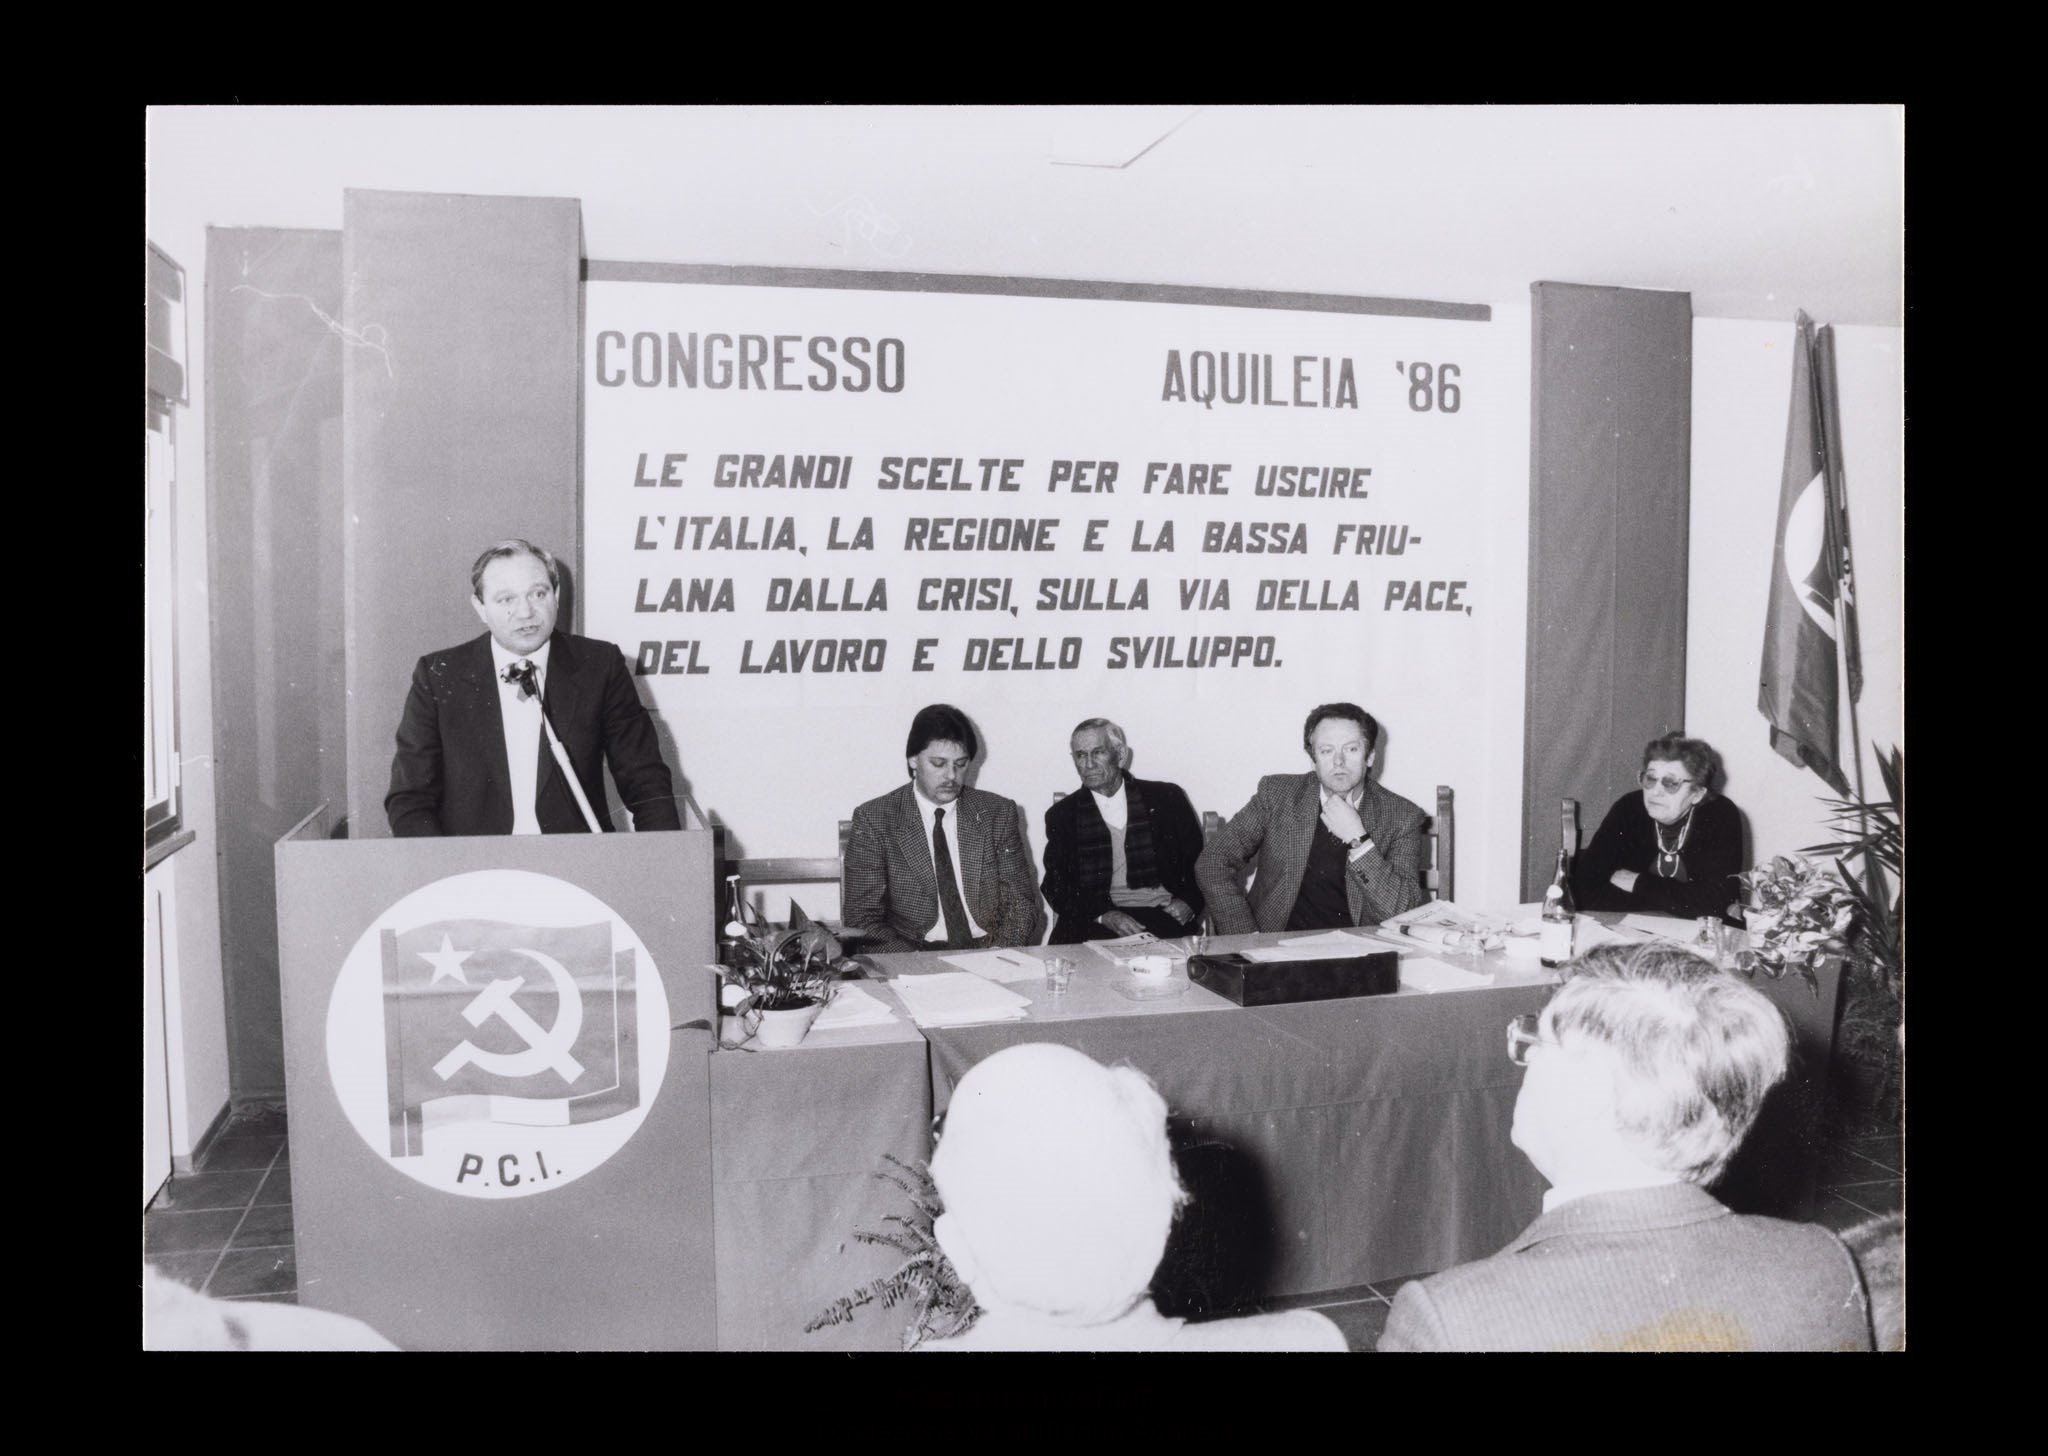 CONGRESSO AQUILEIA '86
LE GRANDI SCELTE PER FARE USCIRE
L'ITALIA, LA REGIONE E LA BASSA FRIU-
LANA DALLA CRISI, SULLA VIA DELLA PACE,
DEL LAVORO E DELLO SVILUPPO.
P.C.I.